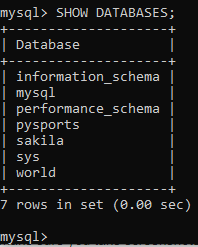 mysql> SHOW DATABASES;
+--------------------+
| Database           |
+--------------------+
| information_schema |
| mysql              |
| performance_schema |
| pysports           |
| sakila             |
| sys                |
| world              |
+--------------------+
7 rows in set (0.00 sec)
mysql>